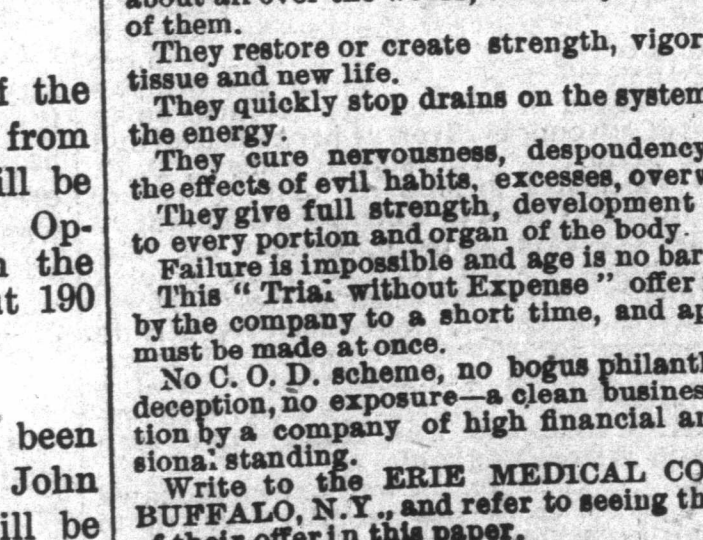 f the
from
ill be
Op-
the
at 190
been
John
ill be
about all over the world,
of them.
They restore or create strength, vigor
tissue and new life.
They quickly stop drains on the system
the energy.
They cure nervousness, despondency
the effects of evil habits, excesses, overw
They give full strength, development
to every portion and organ of the body.
Failure is impossible and age is no bar
This "Trial without Expense" offer
by the company to a short time, and ap
must be made at once.
No C. O. D. scheme, no bogus philanth
deception, no exposure—a clean busines
tion by a company of high financial an
sional standing.
Write to the ERIE MEDICAL CO
BUFFALO, N.Y., and refer to seeing th
of their offer in this paper.